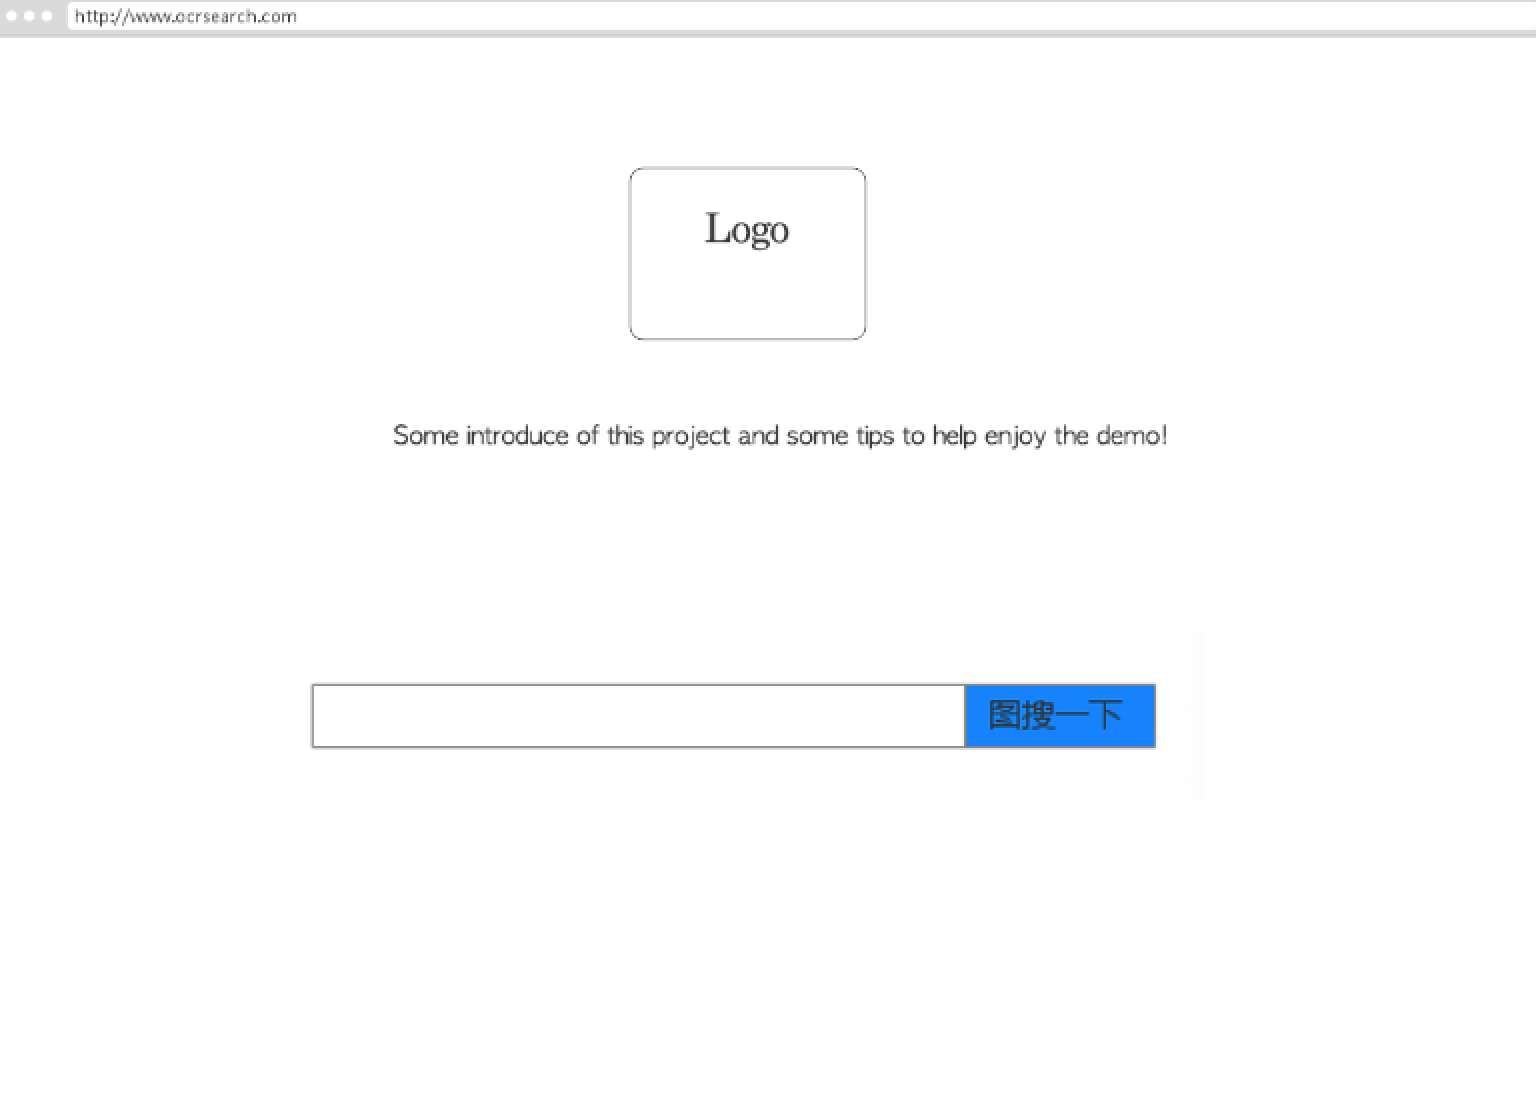 http://www.ocrsearch.com
Logo
Some introduce of this project and some tips to help enjoy the demo!
图搜一下